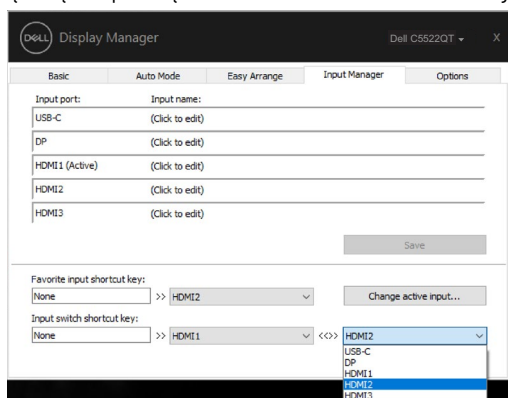 DELL Display Manager Dell C5522QT X
Basic Auto Mode Easy Arrange Input Manager Options
Input port: Input name:
USB-C (Click to edit)
DP (Click to edit)
HDMI1 (Active) (Click to edit)
HDMI2 (Click to edit)
HDMI3 (Click to edit)
Save
Favorite input shortcut key:
None >> HDMI2 Change active input...
Input switch shortcut key:
None >> HDMI1 <<>> HDMI2
USB-C
DP
HDMI1
HDMI2
HDMI3